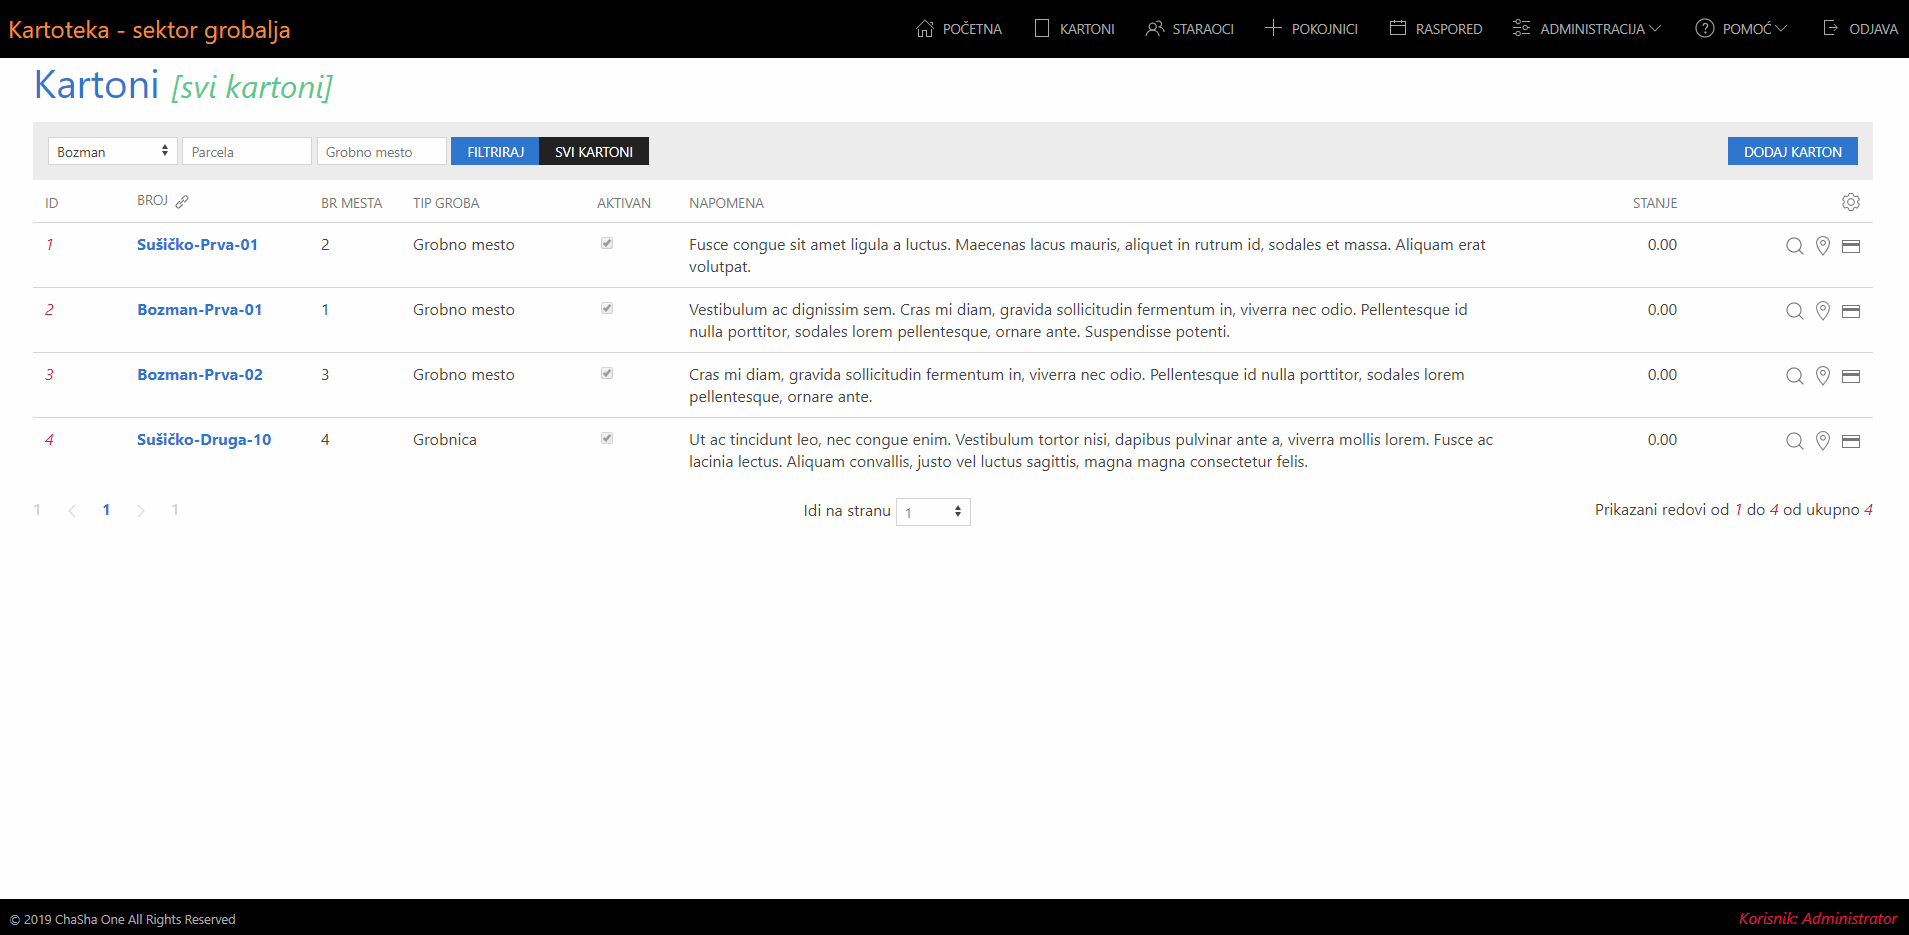 Kartoteka - sektor grobalja POČETNA KARTONI STARAOCI POKOJNICI RASPORED ADMINISTRACIJA POMOĆ ODJAVA
Kartoni [svi kartoni]
Bozman Parcela Grobno mesto FILTRIRAJ SVI KARTONI DODAJ KARTON
ID BROJ BR MESTA TIP GROBA AKTIVAN NAPOMENA STANJE
1 Sušičko-Prva-01 2 Grobno mesto Fusce congue sit amet ligula a luctus. Maecenas lacus mauris, aliquet in rutrum id, sodales et massa. Aliquam erat 0.00
volutpat.
2 Bozman-Prva-01 1 Grobno mesto Vestibulum ac dignissim sem. Cras mi diam, gravida sollicitudin fermentum in, viverra nec odio. Pellentesque id 0.00
nulla porttitor, sodales lorem pellentesque, ornare ante. Suspendisse potenti.
3 Bozman-Prva-02 3 Grobno mesto Cras mi diam, gravida sollicitudin fermentum in, viverra nec odio. Pellentesque id nulla porttitor, sodales lorem 0.00
pellentesque, ornare ante.
4 Sušičko-Druga-10 4 Grobnica Ut ac tincidunt leo, nec congue enim. Vestibulum tortor nisi, dapibus pulvinar ante a, viverra mollis lorem. Fusce ac 0.00
lacinia lectus. Aliquam convallis, justo vel luctus sagittis, magna magna consectetur felis.
1 < 1 > 1 Idi na stranu 1 Prikazani redovi od 1 do 4 od ukupno 4
© 2019 ChaSha One All Rights Reserved Korisnik: Administrator